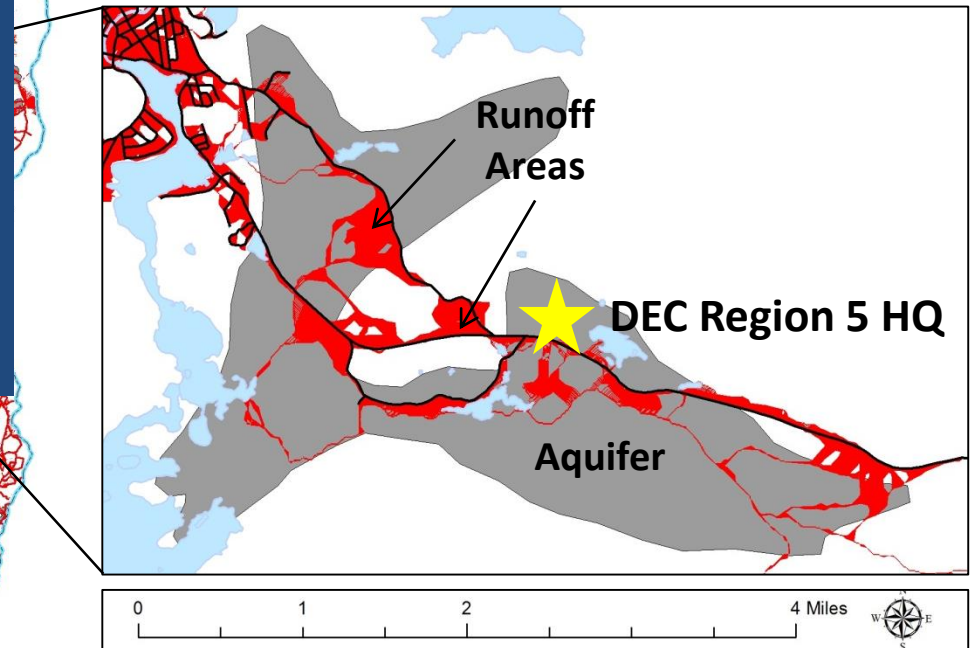 Runoff
Areas
DEC Region 5 HQ
Aquifer
0 1 2 4 Miles
N
W E
S